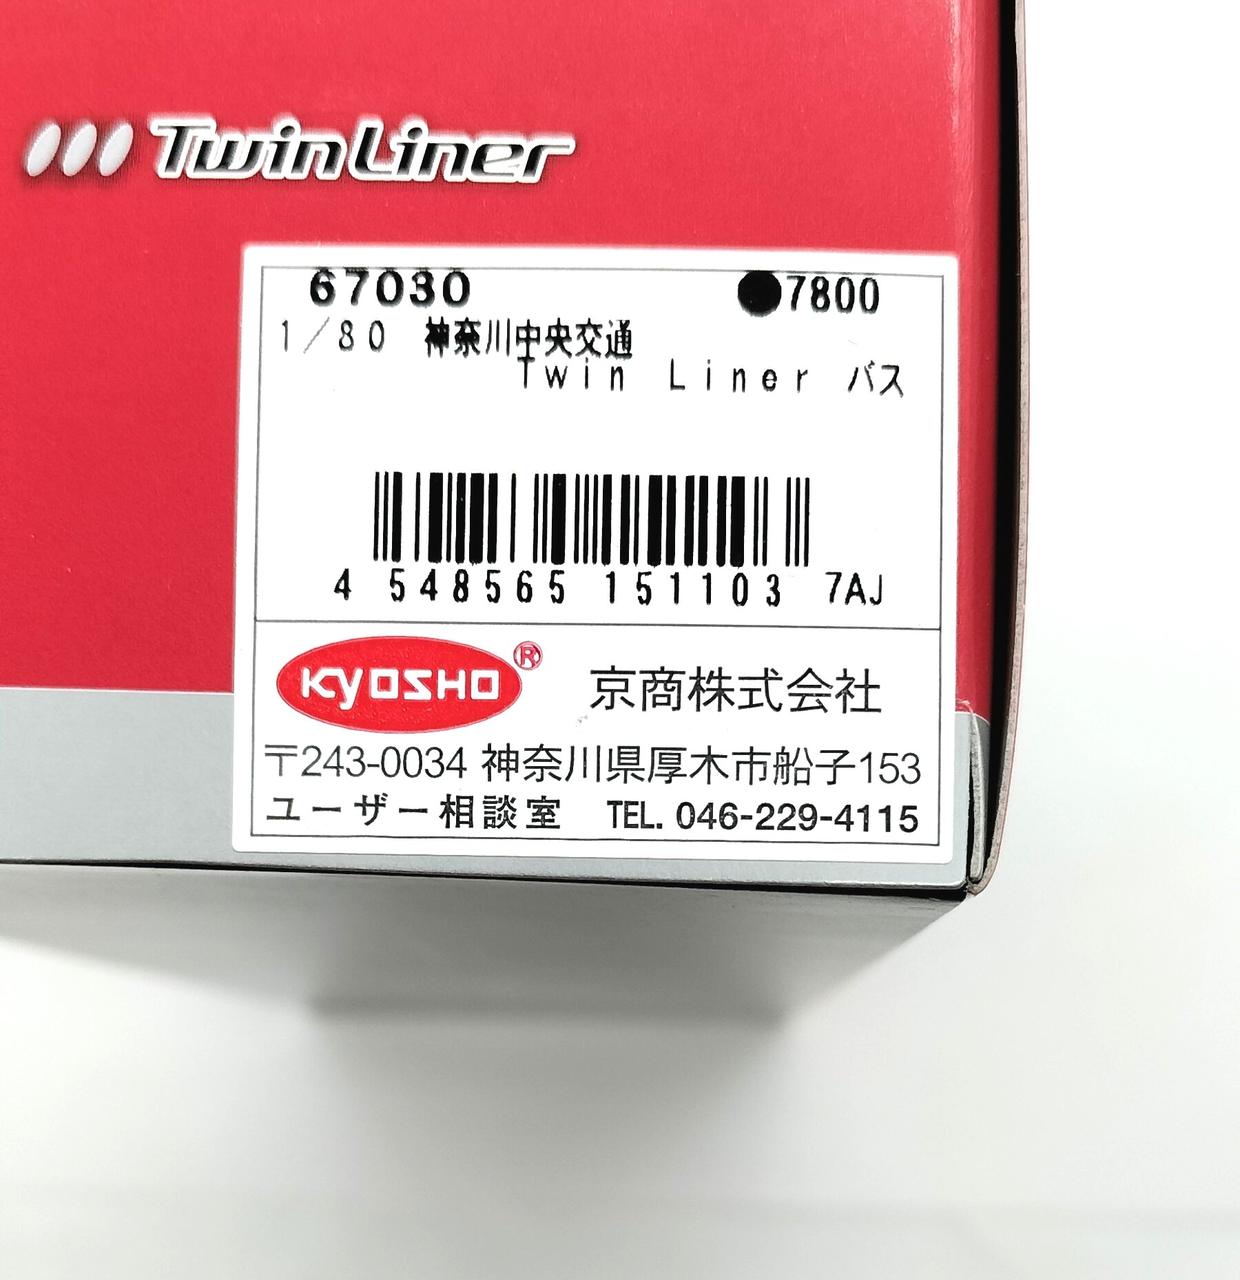 Twin Liner
67030 ●7800
1/80 神奈川中央交通
Twin Liner バス
4 548565 151103 7AJ
KYOSHO® 京商株式会社
〒243-0034 神奈川県厚木市船子153
ユーザー相談室 TEL. 046-229-4115